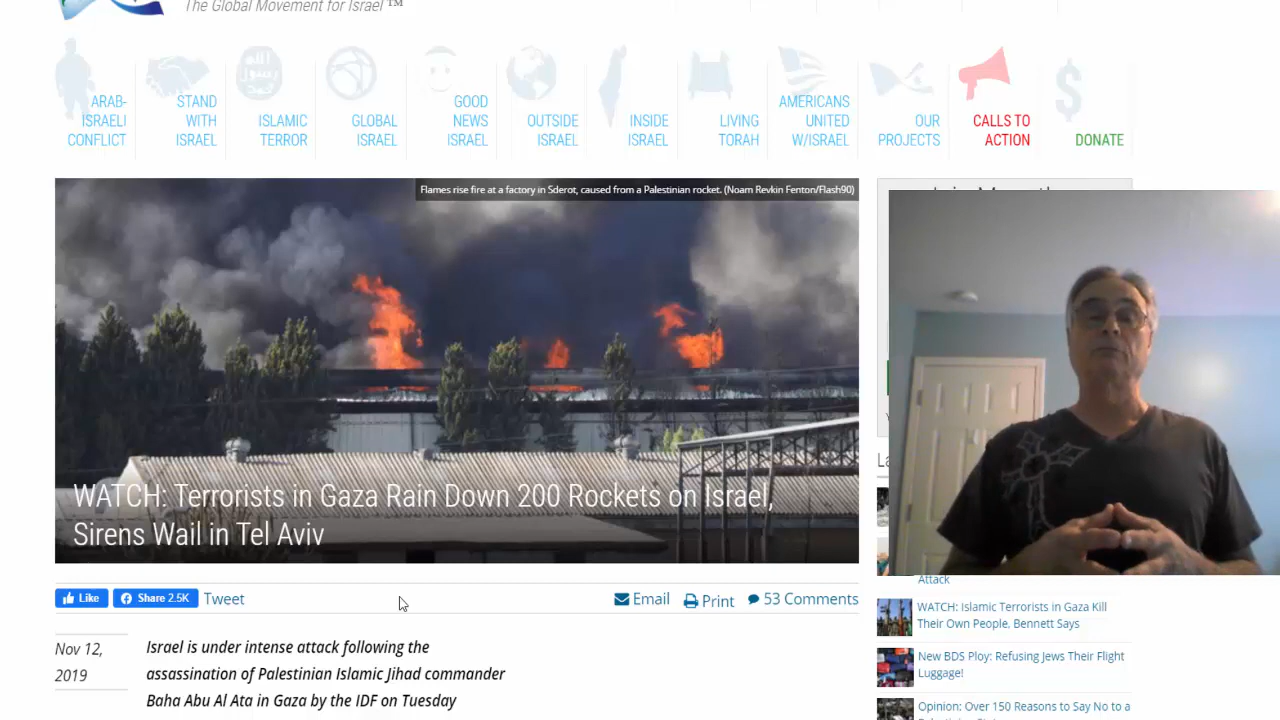 The Global Movement for Israel ™
ARAB-
ISRAELI
CONFLICT
STAND
WITH
ISRAEL
ISLAMIC
TERROR
GLOBAL
ISRAEL
GOOD
NEWS
ISRAEL
OUTSIDE
ISRAEL
INSIDE
ISRAEL
LIVING
TORAH
AMERICANS
UNITED
W/ISRAEL
OUR
PROJECTS
CALLS TO
ACTION
DONATE
Flames rise fire at a factory in Sderot, caused from a Palestinian rocket. (Noam Revkin Fenton/Flash90)
WATCH: Terrorists in Gaza Rain Down 200 Rockets on Israel,
Sirens Wail in Tel Aviv
Like
Share 2.5K
Tweet
Email
Print
53 Comments
Nov 12,
2019
Israel is under intense attack following the
assassination of Palestinian Islamic Jihad commander
Baha Abu Al Ata in Gaza by the IDF on Tuesday
Attack
WATCH: Islamic Terrorists in Gaza Kill
Their Own People, Bennett Says
New BDS Ploy: Refusing Jews Their Flight
Luggage!
Opinion: Over 150 Reasons to Say No to a